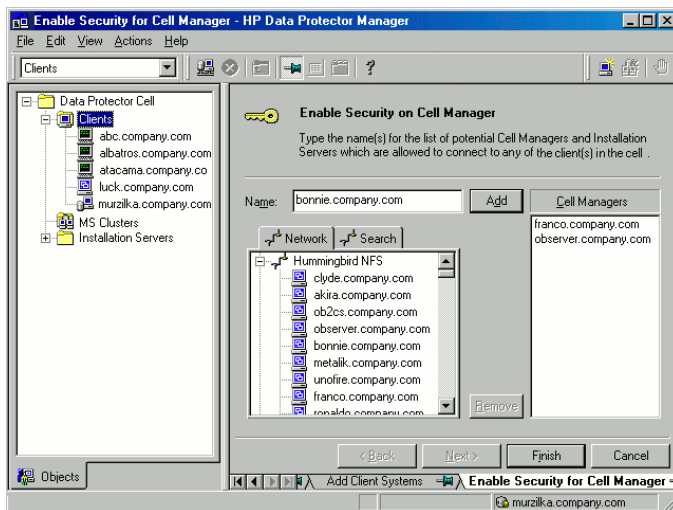 Enable Security for Cell Manager - HP Data Protector Manager
File Edit View Actions Help
Clients
Data Protector Cell
Clients
abc.company.com
albatros.company.com
atacama.company.co
luck.company.com
murzilka.company.com
MS Clusters
Installation Servers
Objects
Enable Security on Cell Manager
Type the name(s) for the list of potential Cell Managers and Installation
Servers which are allowed to connect to any of the client(s) in the cell .
Name: bonnie.company.com Add
Cell Managers
franco.company.com
observer.company.com
Network Search
Hummingbird NFS
clyde.company.com
akira.company.com
ob2cs.company.com
observer.company.com
bonnie.company.com
metalik.company.com
unofire.company.com
franco.company.com
ronaldo.company.com
Remove
< Back Next > Finish Cancel
Add Client Systems Enable Security for Cell Manager
murzilka.company.com